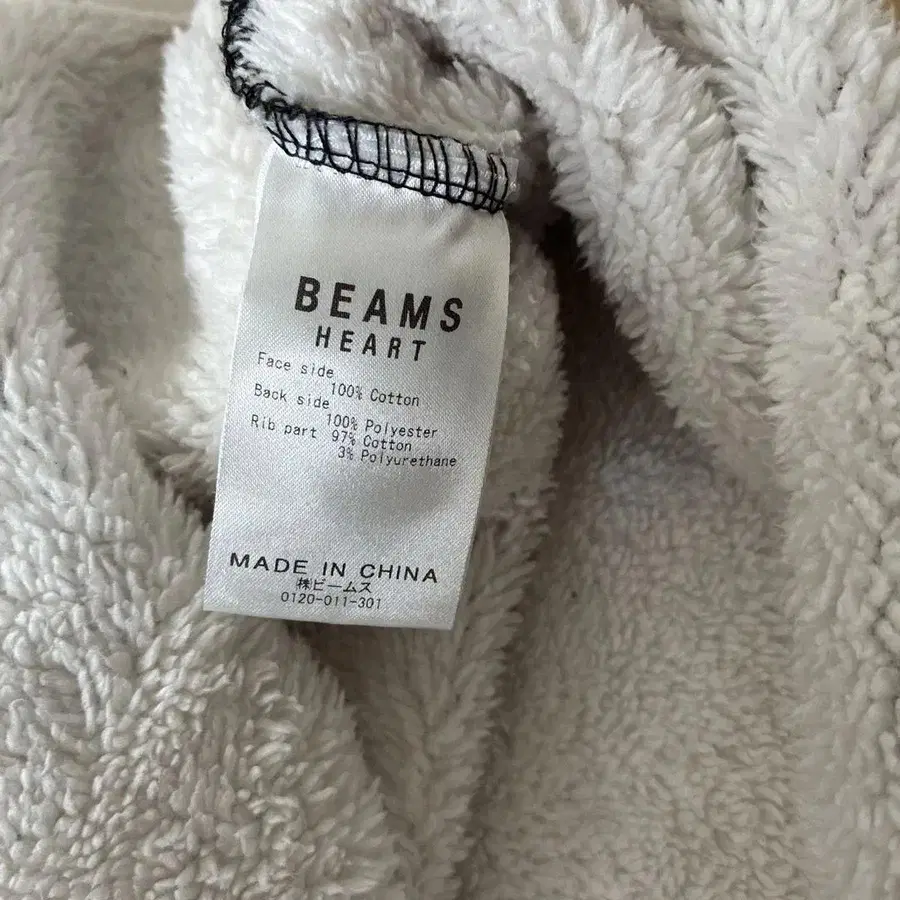 BEAMS
HEART
Face side
100% Cotton
Back side
100% Polyester
Rib part 97% Cotton
3% Polyurethane
MADE IN CHINA
㈱ビームス
0120-011-301